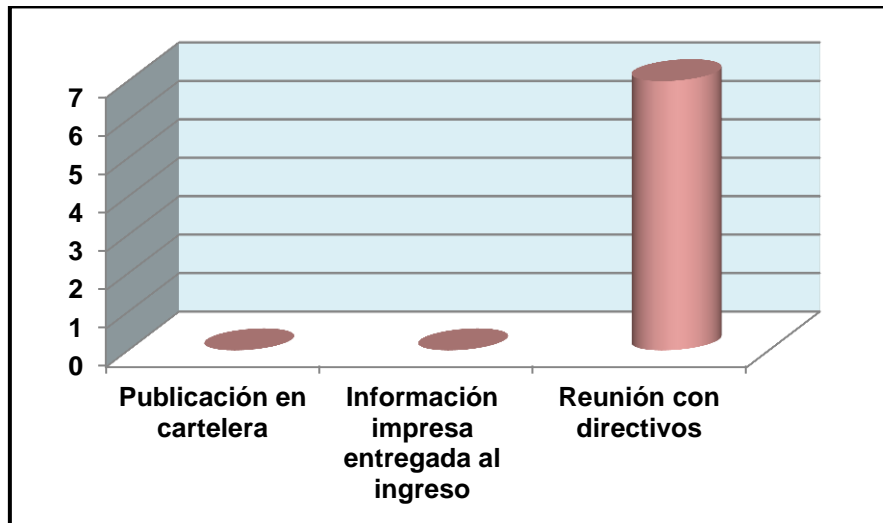 7
6
5
4
3
2
1
0
Publicación en
cartelera
Información
impresa
entregada al
ingreso
Reunión con
directivos